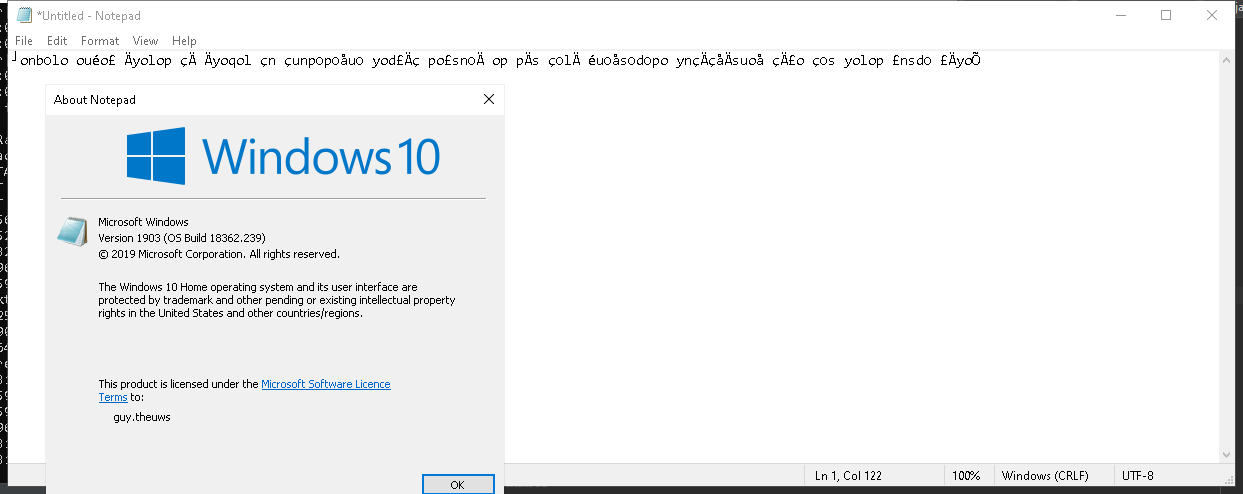 *Untitled - Notepad
File Edit Format View Help
┘onbolo ouéo£ Äyolop çÄ Äyoqol çn çunpopoåuo yod£Äç po£snoÄ op pÄs çolÄ éuoåsodopo ynçÄçåÄsuoå çÄ£o ços yolop £nsdo £ÄyoÕ
About Notepad
Windows 10
Microsoft Windows
Version 1903 (OS Build 18362.239)
© 2019 Microsoft Corporation. All rights reserved.
The Windows 10 Home operating system and its user interface are
protected by trademark and other pending or existing intellectual property
rights in the United States and other countries/regions.
This product is licensed under the Microsoft Software Licence
Terms to:
guy.theuws
OK
Ln 1, Col 122 100% Windows (CRLF) UTF-8